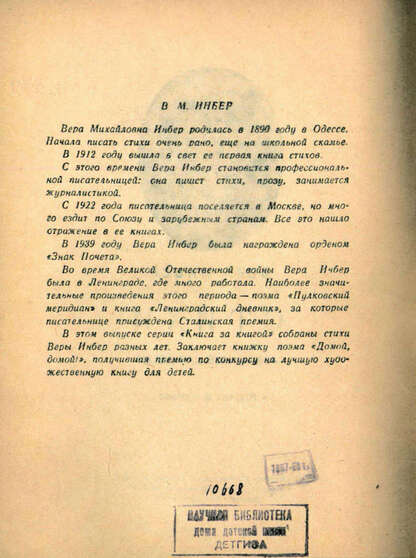 В М. ИНБЕР
Вера Михайловна Инбер родилась в 1890 году в Одессе.
Начала писать стихи очень рано, еще на школьной скамье.
В 1912 году вышла в свет ее первая книга стихов.
С этого времени Вера Инбер становится профессиональ-
ной писательницей: она пишет стихи, прозу, занимается
журналистикой.
С 1922 года писательница поселяется в Москве, но мно-
го ездит по Союзу и зарубежным странам. Все это нашло
отражение в ее книгах.
В 1939 году Вера Инбер была награждена орденом
«Знак Почета».
Во время Великой Отечественной войны Вера Инбер
была в Ленинграде, где много работала. Наиболее значи-
тельные произведения этого периода — поэма «Пулковский
меридиан» и книга «Ленинградский дневник», за которые
писательнице присуждена Сталинская премия.
В этом выпуске серии «Книга за книгой» собраны стихи
Веры Инбер разных лет. Заключает книжку поэма «Домой,
домой!», получившая премию по конкурсу на лучшую худо-
жественную книгу для детей.
10668
НАУЧНАЯ БИБЛИОТЕКА
дома детской книги
ДЕТГИЗА